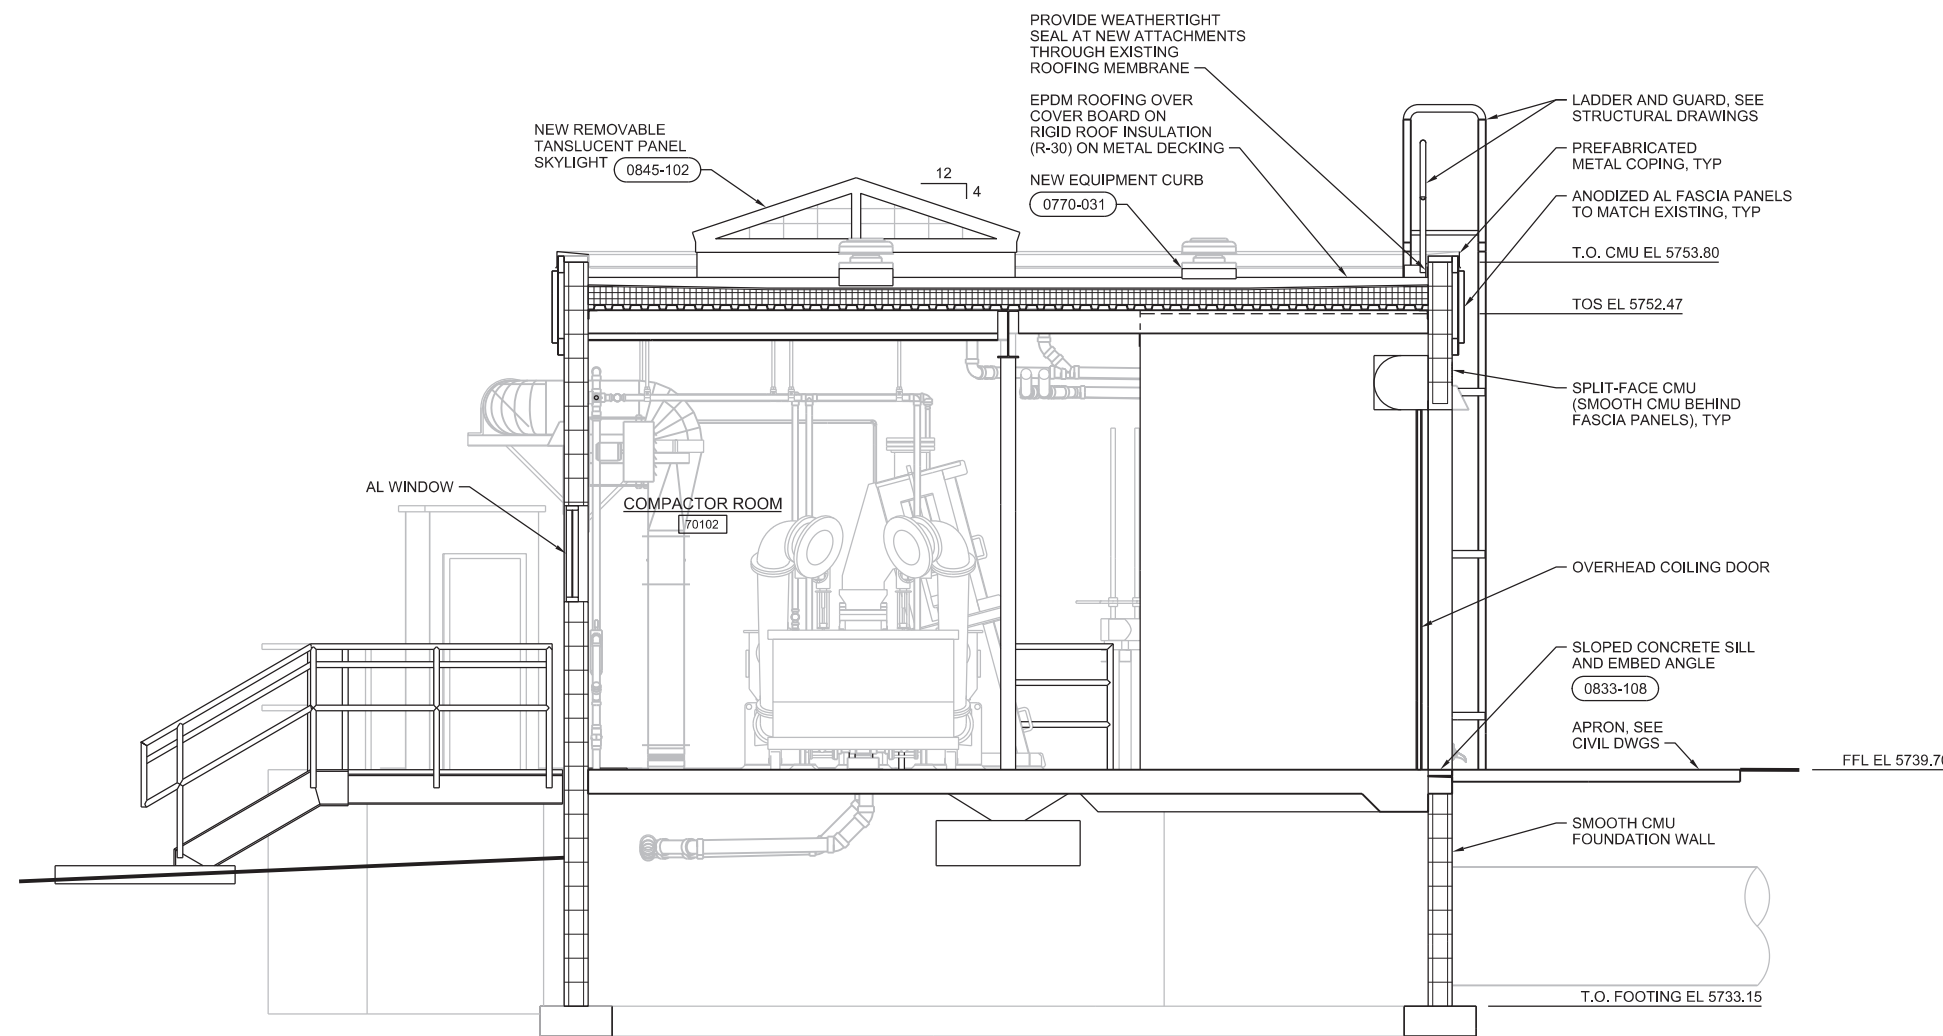 PROVIDE WEATHERTIGHT
SEAL AT NEW ATTACHMENTS
THROUGH EXISTING
ROOFING MEMBRANE
EPDM ROOFING OVER
COVER BOARD ON
RIGID ROOF INSULATION
(R-30) ON METAL DECKING
NEW EQUIPMENT CURB
0770-031
NEW REMOVABLE
TANSLUCENT PANEL
SKYLIGHT
0845-102
12
4
LADDER AND GUARD, SEE
STRUCTURAL DRAWINGS
PREFABRICATED
METAL COPING, TYP
ANODIZED AL FASCIA PANELS
TO MATCH EXISTING, TYP
T.O. CMU EL 5753.80
TOS EL 5752.47
SPLIT-FACE CMU
(SMOOTH CMU BEHIND
FASCIA PANELS), TYP
AL WINDOW
COMPACTOR ROOM
70102
OVERHEAD COILING DOOR
SLOPED CONCRETE SILL
AND EMBED ANGLE
0833-108
APRON, SEE
CIVIL DWGS
FFL EL 5739.70
SMOOTH CMU
FOUNDATION WALL
T.O. FOOTING EL 5733.15